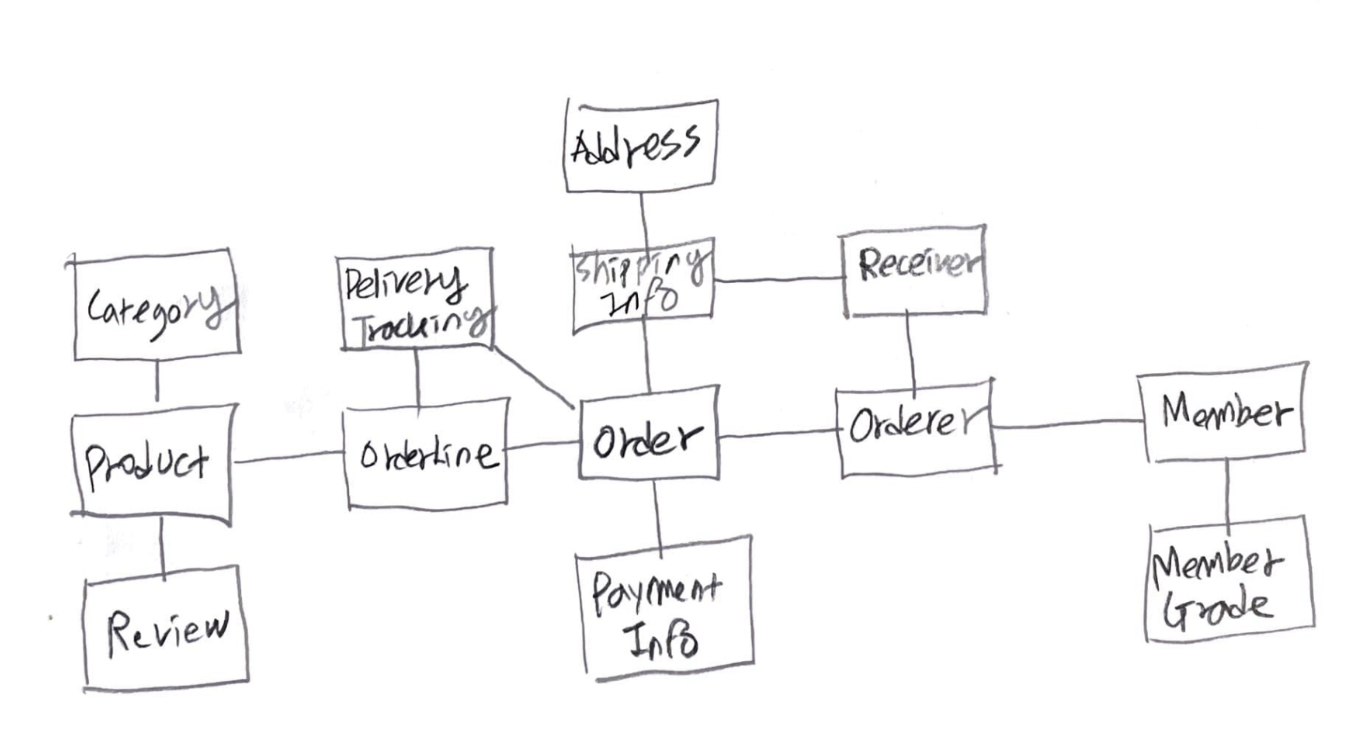 Address
Category
Delivery
Tracking
Shipping
Info
Receiver
Product
OrderLine
Order
Orderer
Member
Review
Payment
Info
Member
Grade